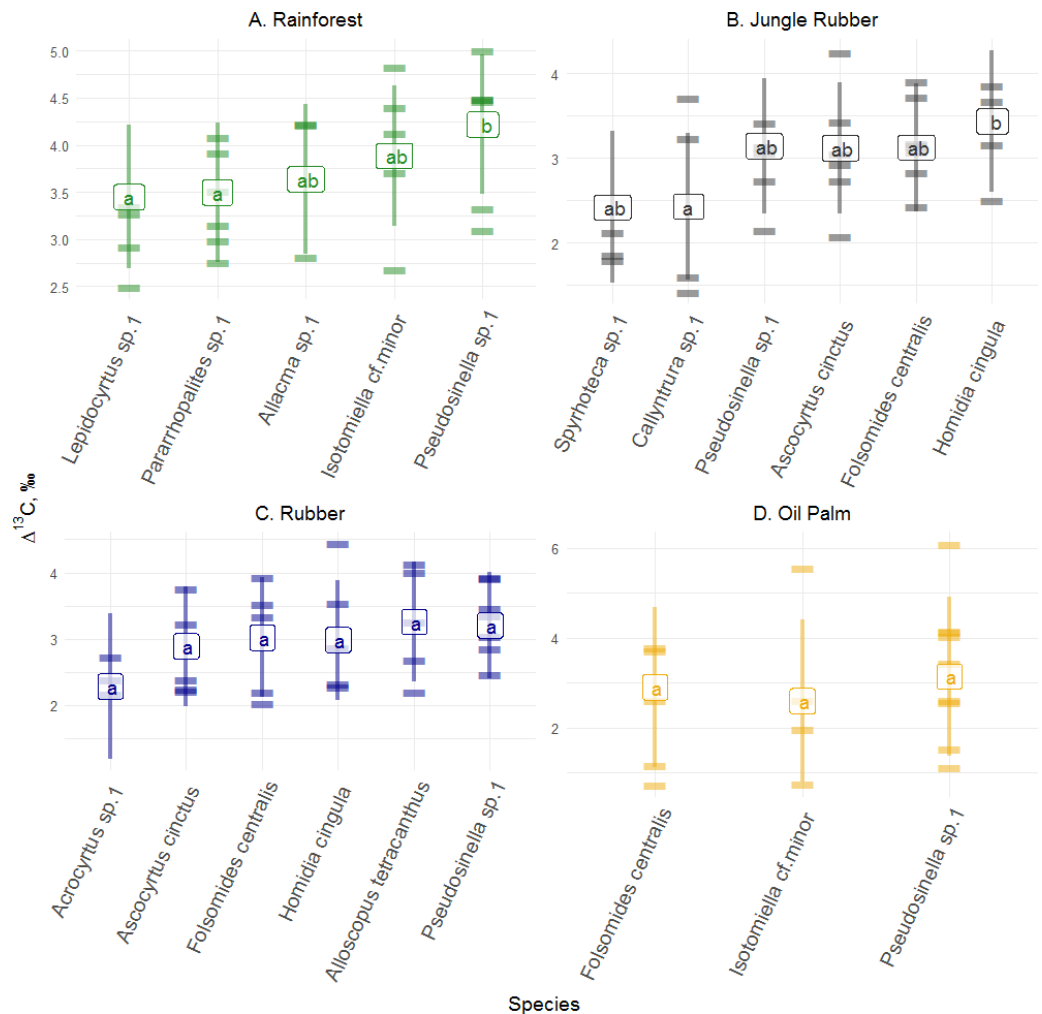 A. Rainforest
5.0
4.5
4.0
3.5
3.0
2.5
a
a
ab
ab
b
Lepidocyrtus sp.1
Pararrhopalites sp.1
Allacma sp.1
Isotomiella cf.minor
Pseudosinella sp.1
B. Jungle Rubber
4
3
2
ab
a
ab
ab
ab
b
Spyrhoteca sp.1
Callyntrura sp.1
Pseudosinella sp.1
Ascocyrtus cinctus
Folsomides centralis
Homidia cingula
Δ¹³C, ‰
C. Rubber
4
3
2
a
a
a
a
a
a
Acrocyrtus sp.1
Ascocyrtus cinctus
Folsomides centralis
Homidia cingula
Alloscopus tetracanthus
Pseudosinella sp.1
D. Oil Palm
6
4
2
a
a
a
Folsomides centralis
Isotomiella cf.minor
Pseudosinella sp.1
Species